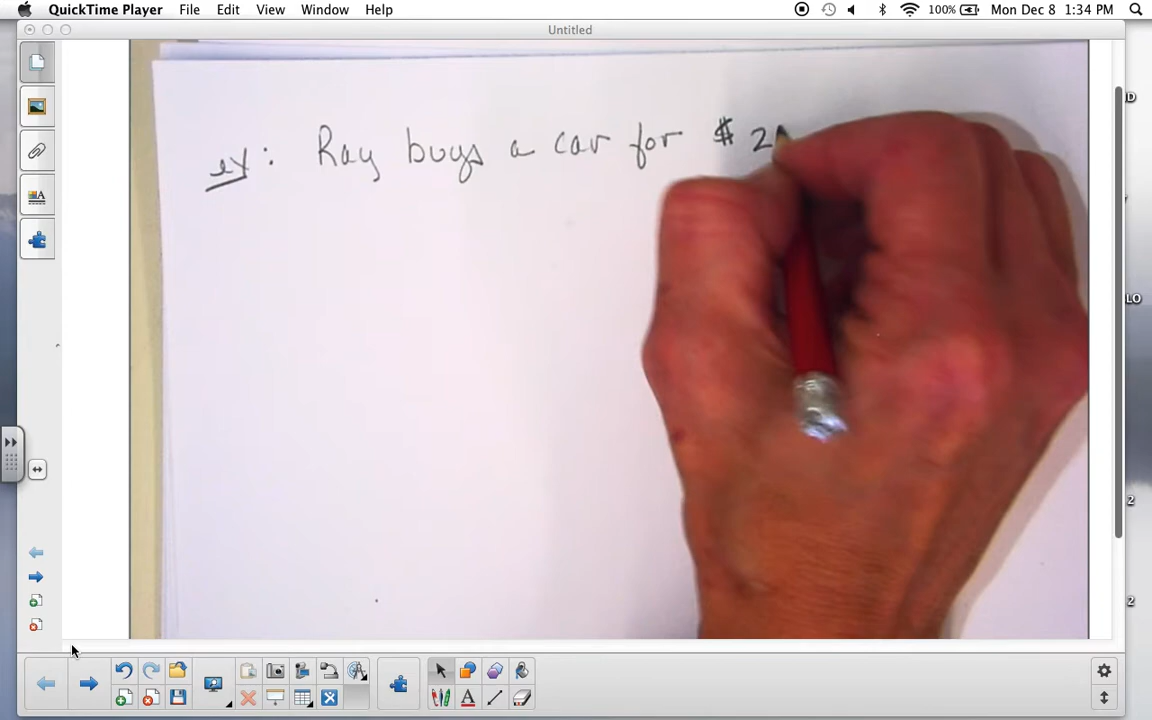 QuickTime Player File Edit View Window Help 100% Mon Dec 8 1:34 PM
Untitled
ex: Ray buys a car for $ 2